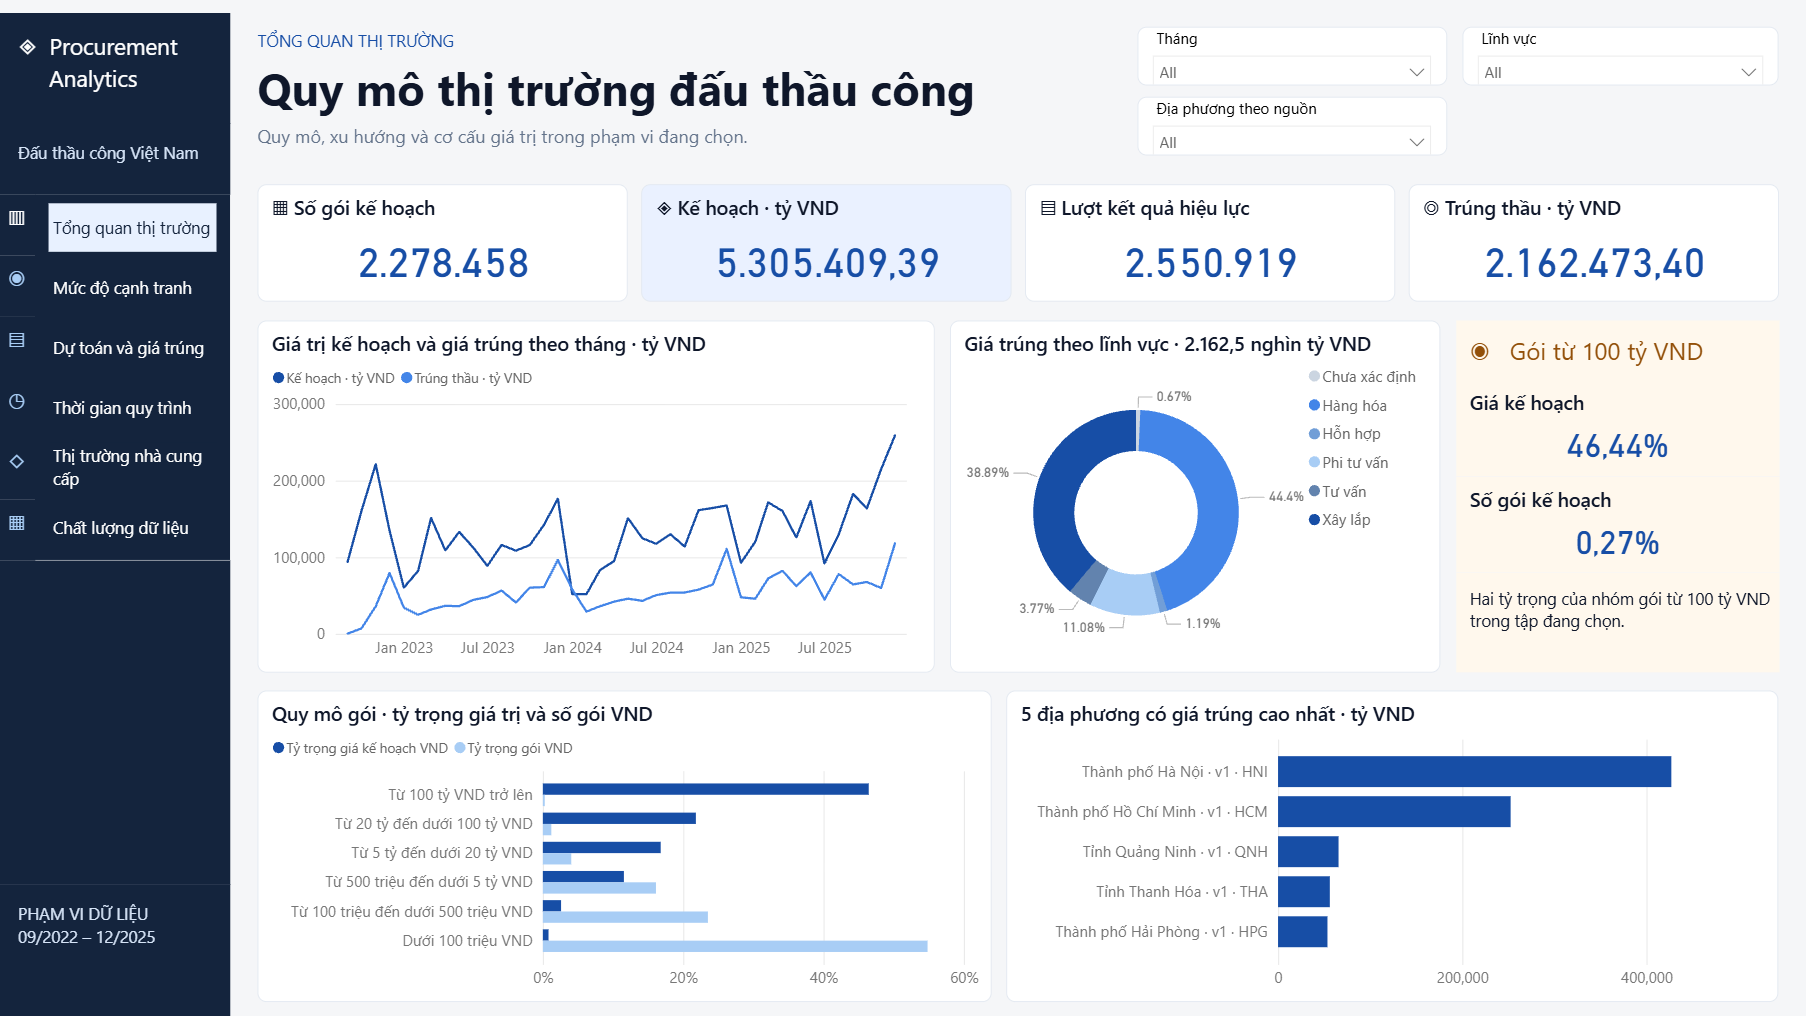 Procurement
Analytics
Đấu thầu công Việt Nam
Tổng quan thị trường
Mức độ cạnh tranh
Dự toán và giá trúng
Thời gian quy trình
Thị trường nhà cung
cấp
Chất lượng dữ liệu
PHẠM VI DỮ LIỆU
09/2022 – 12/2025
TỔNG QUAN THỊ TRƯỜNG
Quy mô thị trường đấu thầu công
Quy mô, xu hướng và cơ cấu giá trị trong phạm vi đang chọn.
Tháng
All
Lĩnh vực
All
Địa phương theo nguồn
All
Số gói kế hoạch
2.278.458
Kế hoạch · tỷ VND
5.305.409,39
Lượt kết quả hiệu lực
2.550.919
Trúng thầu · tỷ VND
2.162.473,40
Giá trị kế hoạch và giá trúng theo tháng · tỷ VND
Kế hoạch · tỷ VND Trúng thầu · tỷ VND
300,000
200,000
100,000
0
Jan 2023 Jul 2023 Jan 2024 Jul 2024 Jan 2025 Jul 2025
Giá trúng theo lĩnh vực · 2.162,5 nghìn tỷ VND
0.67%
44.4%
1.19%
11.08%
3.77%
38.89%
Chưa xác định
Hàng hóa
Hỗn hợp
Phi tư vấn
Tư vấn
Xây lắp
Gói từ 100 tỷ VND
Giá kế hoạch
46,44%
Số gói kế hoạch
0,27%
Hai tỷ trọng của nhóm gói từ 100 tỷ VND
trong tập đang chọn.
Quy mô gói · tỷ trọng giá trị và số gói VND
Tỷ trọng giá kế hoạch VND Tỷ trọng gói VND
Từ 100 tỷ VND trở lên
Từ 20 tỷ đến dưới 100 tỷ VND
Từ 5 tỷ đến dưới 20 tỷ VND
Từ 500 triệu đến dưới 5 tỷ VND
Từ 100 triệu đến dưới 500 triệu VND
Dưới 100 triệu VND
0% 20% 40% 60%
5 địa phương có giá trúng cao nhất · tỷ VND
Thành phố Hà Nội · v1 · HNI
Thành phố Hồ Chí Minh · v1 · HCM
Tỉnh Quảng Ninh · v1 · QNH
Tỉnh Thanh Hóa · v1 · THA
Thành phố Hải Phòng · v1 · HPG
0 200,000 400,000